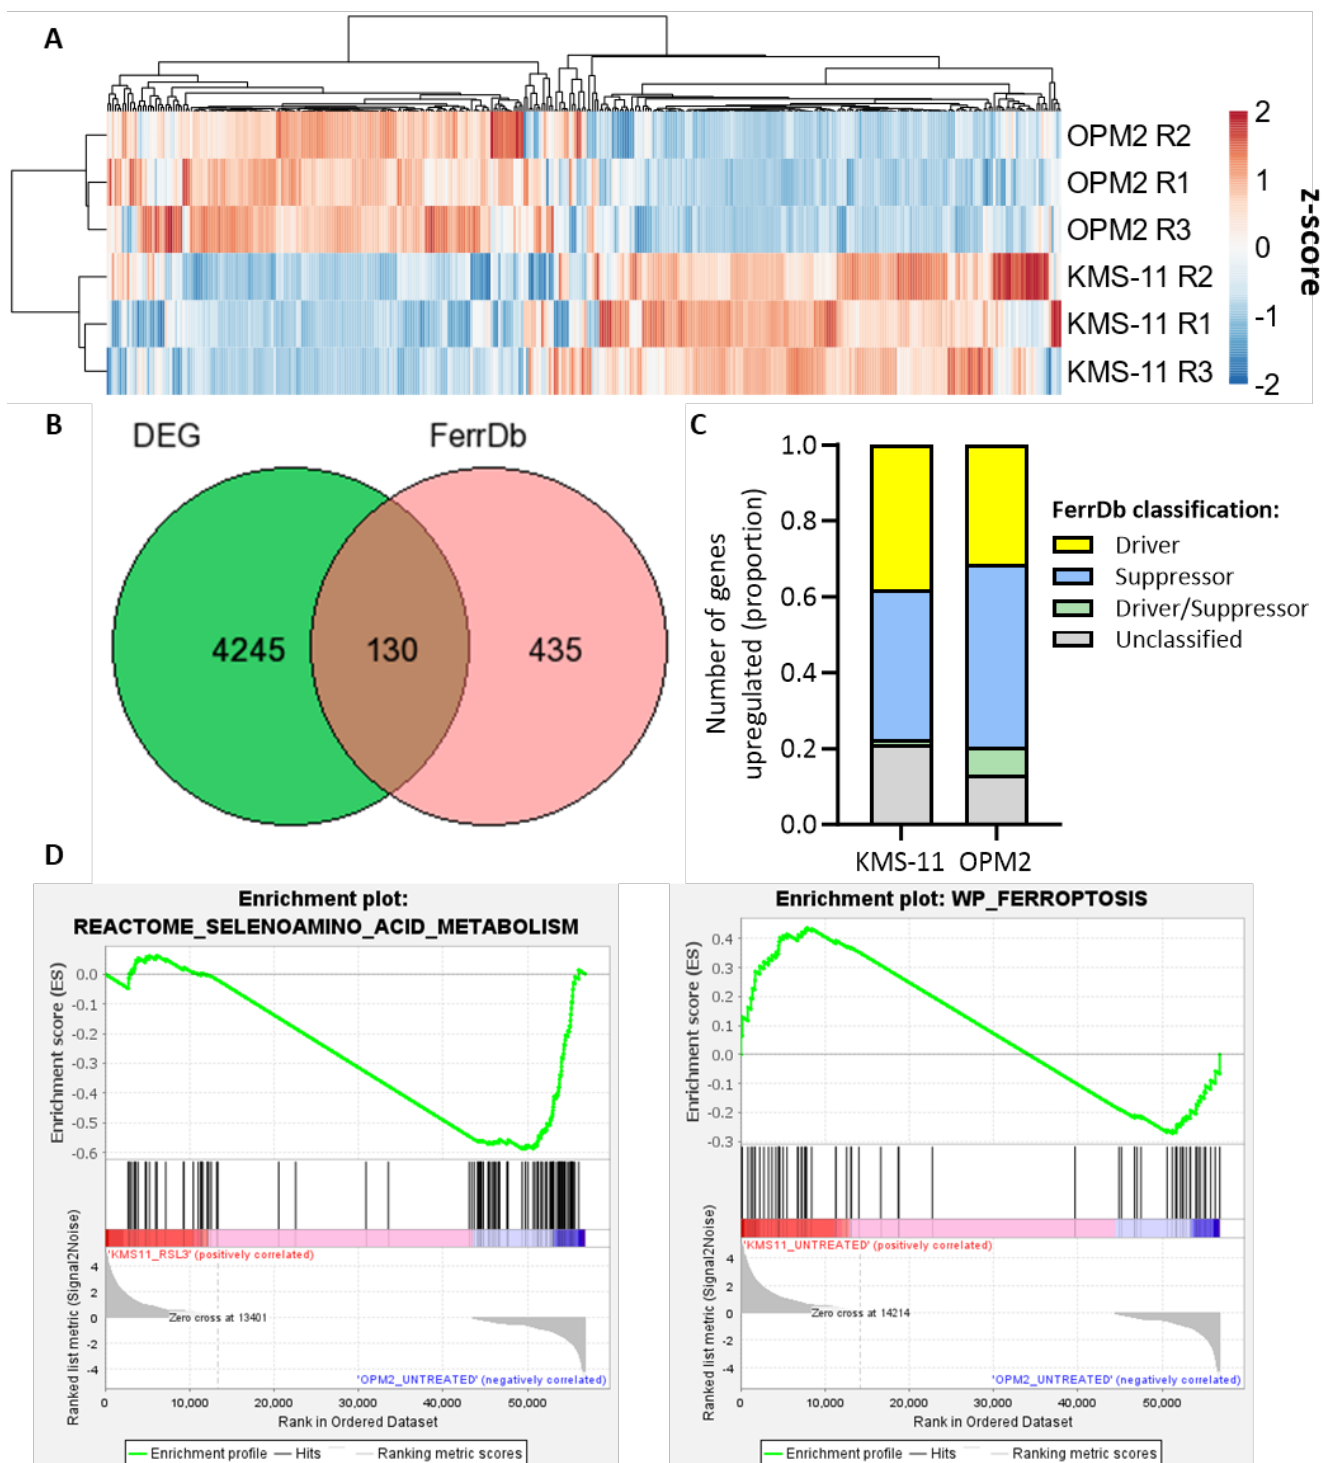 A
OPM2 R2
OPM2 R1
OPM2 R3
KMS-11 R2
KMS-11 R1
KMS-11 R3
2
1
0
-1
-2
z-score
B
DEG
FerrDb
4245
130
435
C
1.0
0.8
0.6
0.4
0.2
0.0
Number of genes
upregulated (proportion)
KMS-11
OPM2
FerrDb classification:
Driver
Suppressor
Driver/Suppressor
Unclassified
D
Enrichment plot:
REACTOME_SELENOAMINO_ACID_METABOLISM
Enrichment score (ES)
0.0
-0.1
-0.2
-0.3
-0.4
-0.5
-0.6
'KMS11_RSL3' (positively correlated)
Ranked list metric (Signal2Noise)
4
2
0
-2
-4
Zero cross at 13401
'OPM2_UNTREATED' (negatively correlated)
0 10,000 20,000 30,000 40,000 50,000
Rank in Ordered Dataset
Enrichment profile Hits Ranking metric scores
Enrichment plot: WP_FERROPTOSIS
Enrichment score (ES)
0.4
0.3
0.2
0.1
0.0
-0.1
-0.2
-0.3
'KMS11_UNTREATED' (positively correlated)
Ranked list metric (Signal2Noise)
4
2
0
-2
-4
Zero cross at 14214
'OPM2_UNTREATED' (negatively correlated)
0 10,000 20,000 30,000 40,000 50,000
Rank in Ordered Dataset
Enrichment profile Hits Ranking metric scores